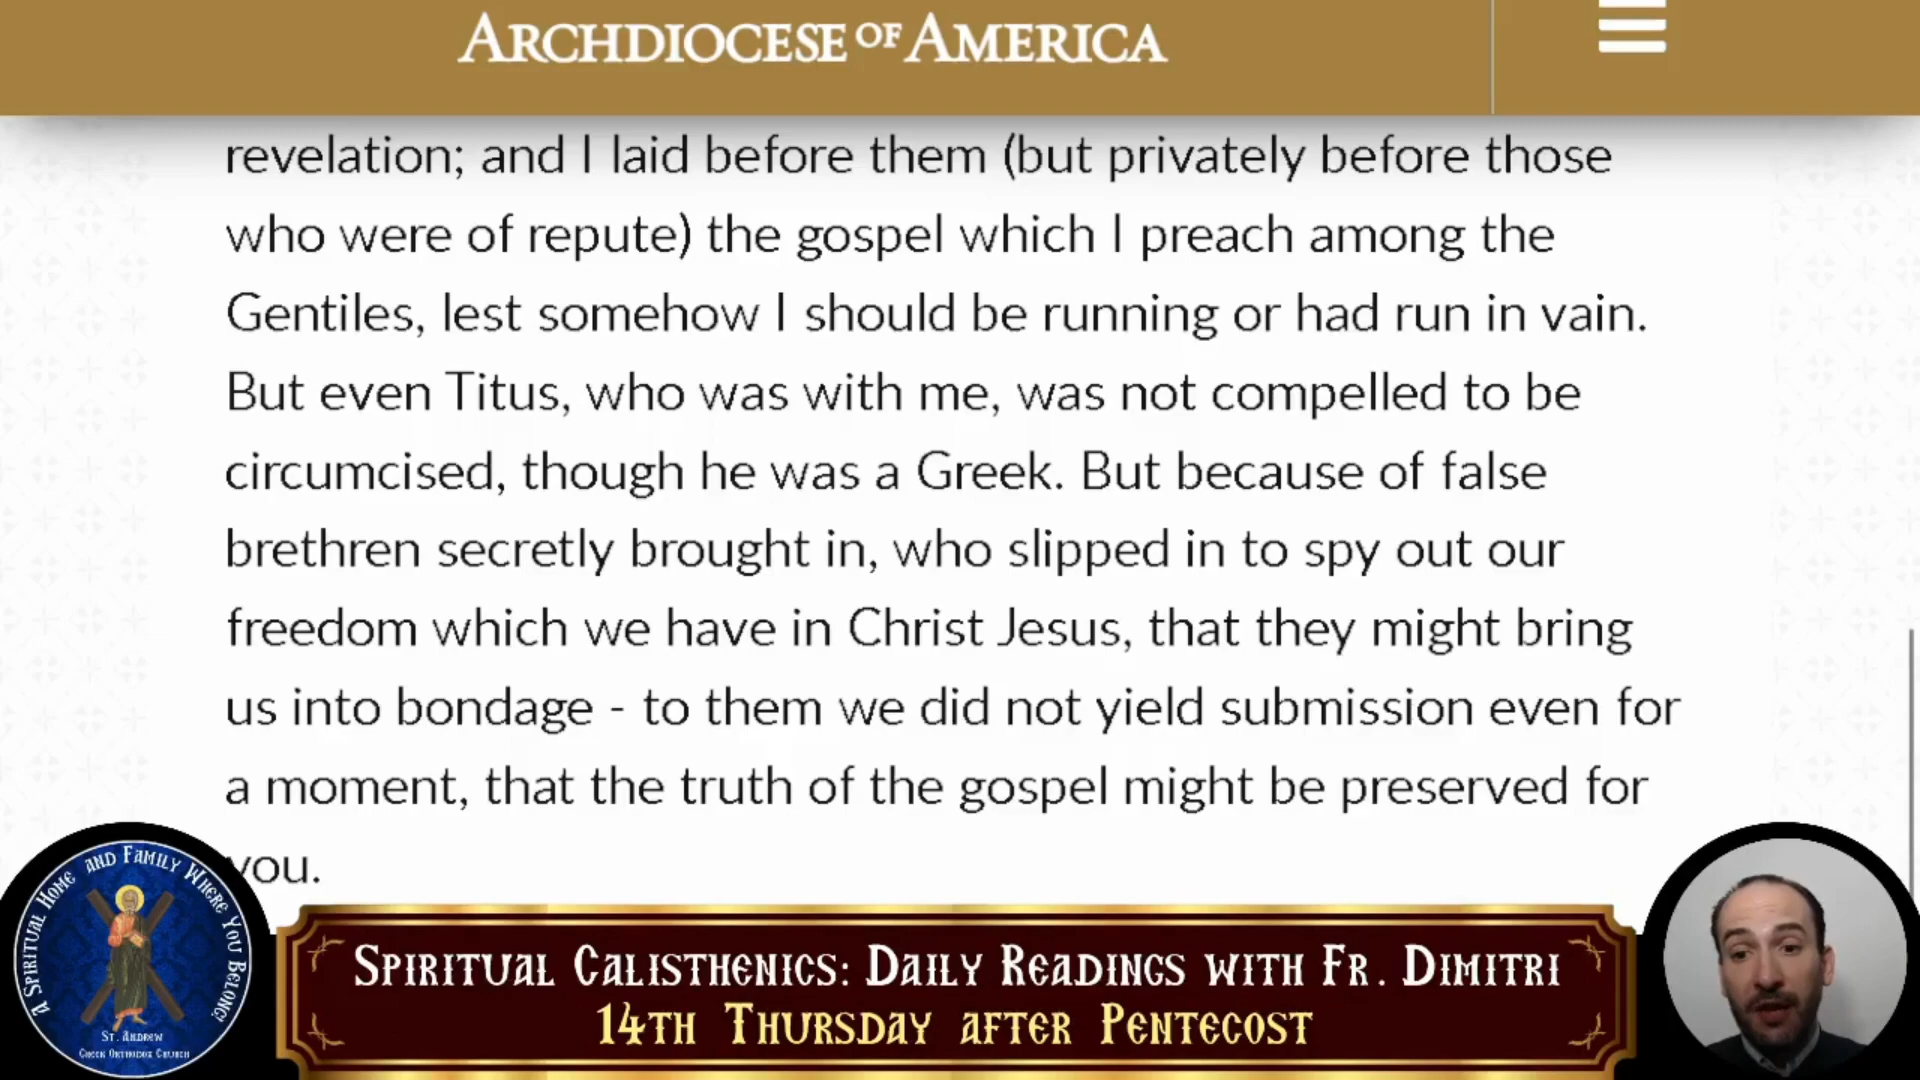 ARCHDIOCESE OF AMERICA
revelation; and I laid before them (but privately before those
who were of repute) the gospel which I preach among the
Gentiles, lest somehow I should be running or had run in vain.
But even Titus, who was with me, was not compelled to be
circumcised, though he was a Greek. But because of false
brethren secretly brought in, who slipped in to spy out our
freedom which we have in Christ Jesus, that they might bring
us into bondage - to them we did not yield submission even for
a moment, that the truth of the gospel might be preserved for
you.
A SPIRITUAL HOME AND FAMILY WHERE YOU BELONG!
ST. ANDREW
GREEK ORTHODOX CHURCH
SPIRITUAL CALISTHENICS: DAILY READINGS WITH FR. DIMITRI
14TH THURSDAY AFTER PENTECOST